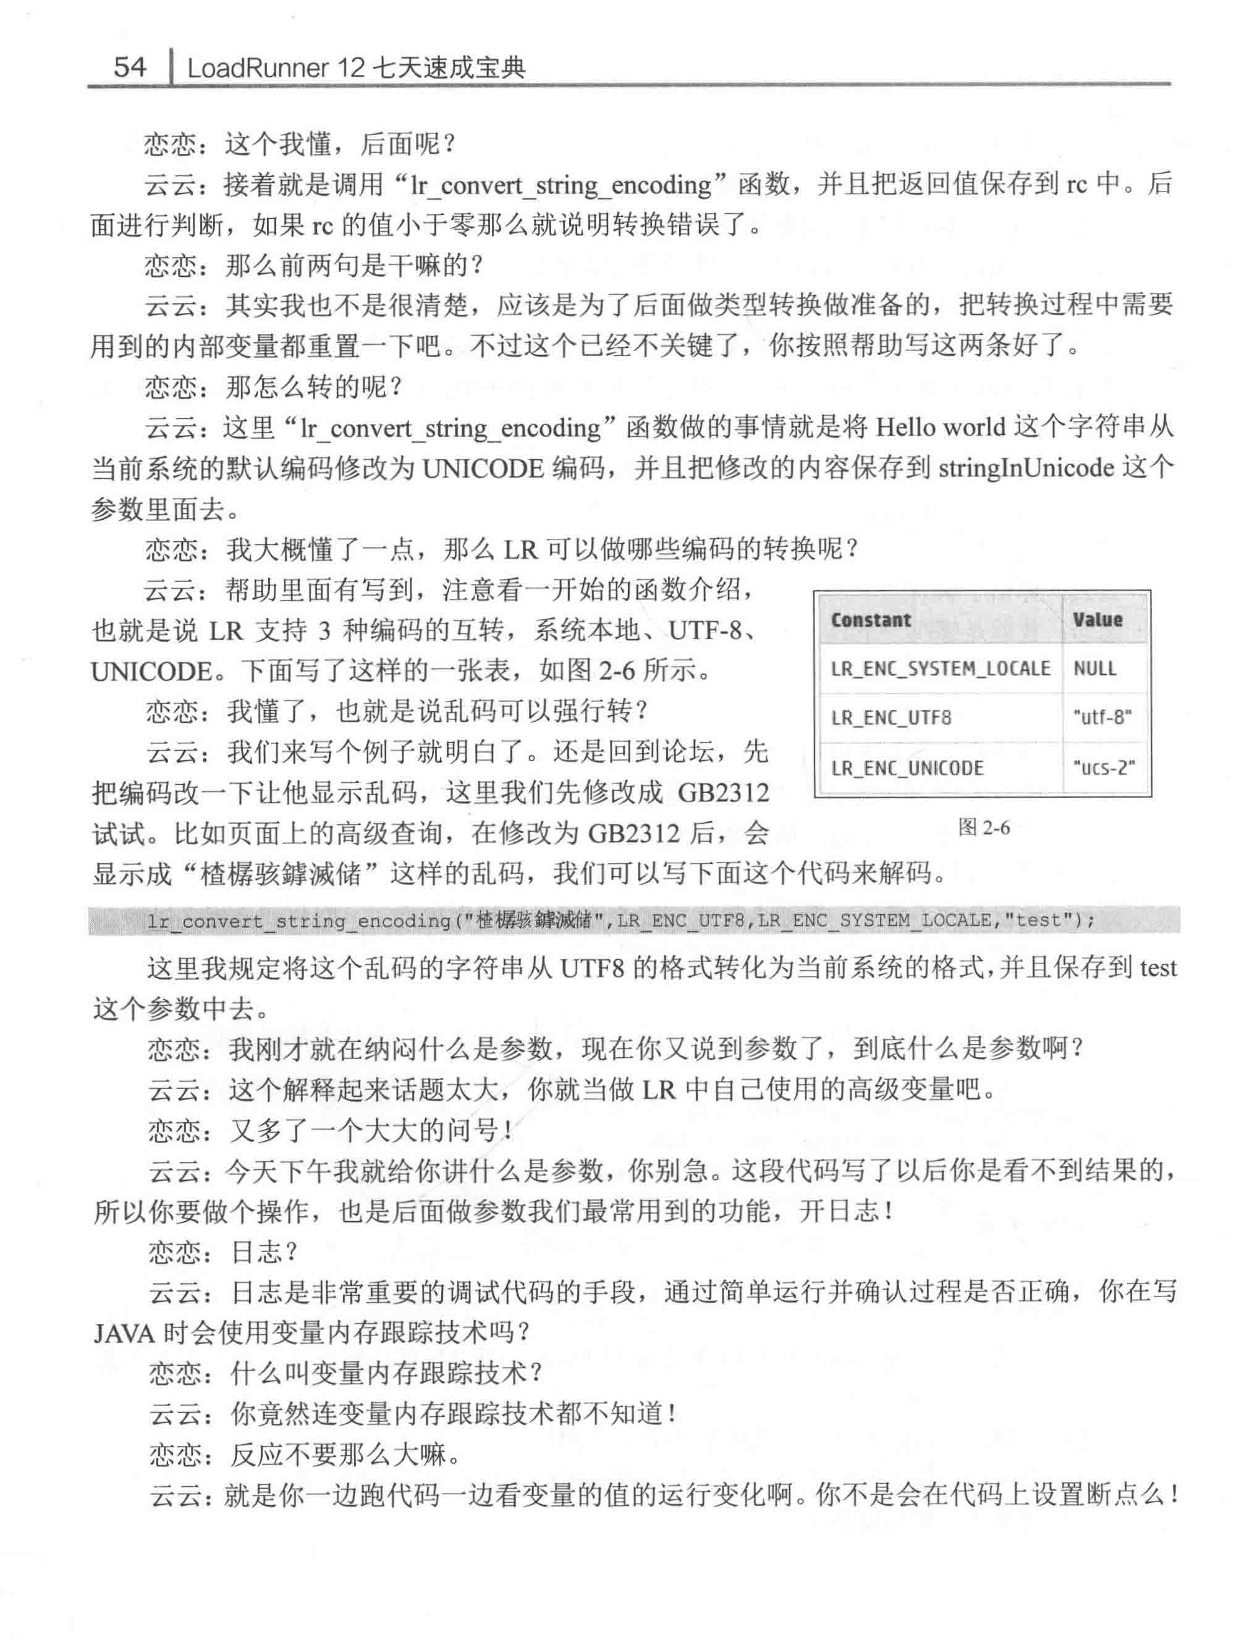 54 LoadRunner 12 七天速成宝典
恋恋：这个我懂，后面呢？
云云：接着就是调用“lr_convert_string_encoding”函数，并且把返回值保存到 rc 中。后
面进行判断，如果 rc 的值小于零那么就说明转换错误了。
恋恋：那么前两句是干嘛的？
云云：其实我也不是很清楚，应该是为了后面做类型转换做准备的，把转换过程中需要
用到的内部变量都重置一下吧。不过这个已经不关键了，你按照帮助写这两条好了。
恋恋：那怎么转的呢？
云云：这里“lr_convert_string_encoding”函数做的事情就是将 Hello world 这个字符串从
当前系统的默认编码修改为 UNICODE 编码，并且把修改的内容保存到 stringInUnicode 这个
参数里面去。
恋恋：我大概懂了一点，那么 LR 可以做哪些编码的转换呢？
云云：帮助里面有写到，注意看一开始的函数介绍，
也就是说 LR 支持 3 种编码的互转，系统本地、UTF-8、
UNICODE。下面写了这样的一张表，如图 2-6 所示。
恋恋：我懂了，也就是说乱码可以强行转？
云云：我们来写个例子就明白了。还是回到论坛，先
把编码改一下让他显示乱码，这里我们先修改成 GB2312
试试。比如页面上的高级查询，在修改为 GB2312 后，会
Constant Value
LR_ENC_SYSTEM_LOCALE NULL
LR_ENC_UTF8 "utf-8"
LR_ENC_UNICODE "ucs-2"
图 2-6
显示成“楂樼骇鎼滅储”这样的乱码，我们可以写下面这个代码来解码。
lr_convert_string_encoding("楂樼骇鎼滅储",LR_ENC_UTF8,LR_ENC_SYSTEM_LOCALE,"test");
这里我规定将这个乱码的字符串从 UTF8 的格式转化为当前系统的格式，并且保存到 test
这个参数中去。
恋恋：我刚才就在纳闷什么是参数，现在你又说到参数了，到底什么是参数啊？
云云：这个解释起来话题太大，你就当做 LR 中自己使用的高级变量吧。
恋恋：又多了一个大大的问号！
云云：今天下午我就给你讲什么是参数，你别急。这段代码写了以后你是看不到结果的，
所以你要做个操作，也是后面做参数我们最常用到的功能，开日志！
恋恋：日志？
云云：日志是非常重要的调试代码的手段，通过简单运行并确认过程是否正确，你在写
JAVA 时会使用变量内存跟踪技术吗？
恋恋：什么叫变量内存跟踪技术？
云云：你竟然连变量内存跟踪技术都不知道！
恋恋：反应不要那么大嘛。
云云：就是你一边跑代码一边看变量的值的运行变化啊。你不是会在代码上设置断点么！